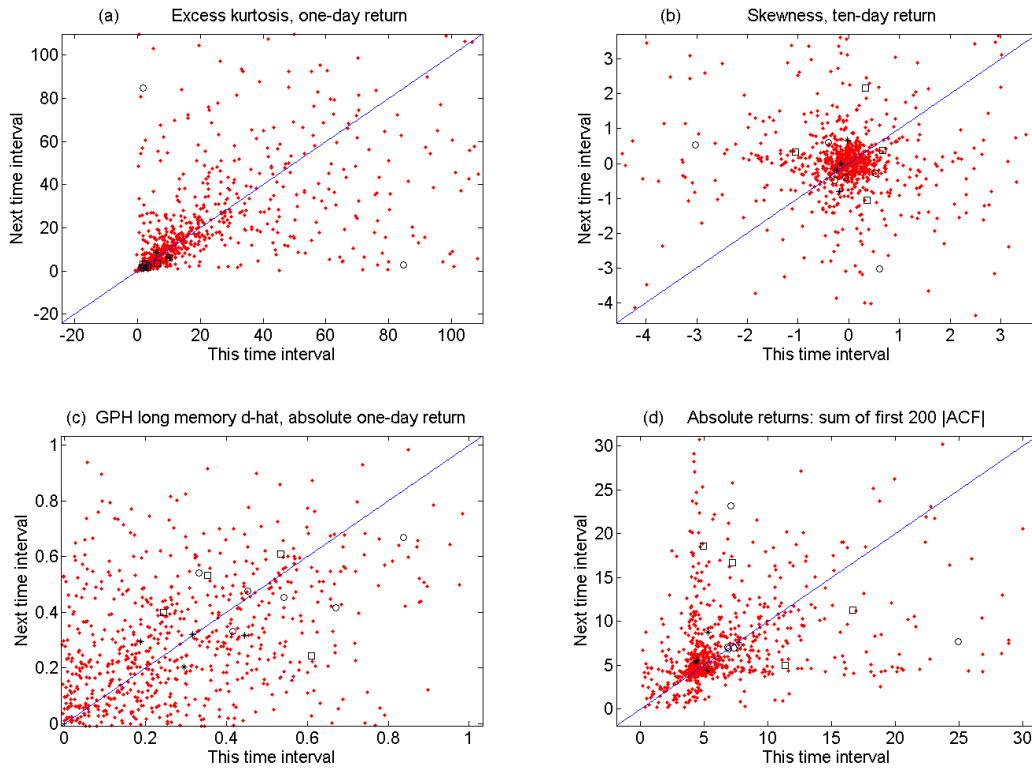 (a) Excess kurtosis, one-day return
100
80
60
40
20
0
-20
Next time interval
-20 0 20 40 60 80 100
This time interval
(b) Skewness, ten-day return
3
2
1
0
-1
-2
-3
-4
Next time interval
-4 -3 -2 -1 0 1 2 3
This time interval
(c) GPH long memory d-hat, absolute one-day return
1
0.8
0.6
0.4
0.2
0
Next time interval
0 0.2 0.4 0.6 0.8 1
This time interval
(d) Absolute returns: sum of first 200 |ACF|
30
25
20
15
10
5
0
Next time interval
0 5 10 15 20 25 30
This time interval